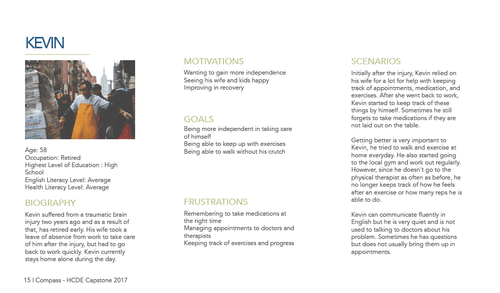 KEVIN
Age: 58
Occupation: Retired
Highest Level of Education : High
School
English Literacy Level: Average
Health Literacy Level: Average
BIOGRAPHY
Kevin suffered from a traumatic brain
injury two years ago and as a result of
that, has retired early. His wife took a
leave of absence from work to take care
of him after the injury, but had to go
back to work quickly. Kevin currently
stays home alone during the day.
MOTIVATIONS
Wanting to gain more independence
Seeing his wife and kids happy
Improving in recovery
GOALS
Being more independent in taking care
of himself
Being able to keep up with exercises
Being able to walk without his crutch
FRUSTRATIONS
Remembering to take medications at
the right time
Managing appointments to doctors and
therapists
Keeping track of exercises and progress
SCENARIOS
Initially after the injury, Kevin relied on
his wife for a lot for help with keeping
track of appointments, medication, and
exercises. After she went back to work,
Kevin started to keep track of these
things by himself. Sometimes he still
forgets to take medications if they are
not laid out on the table.
Getting better is very important to
Kevin, he tried to walk and exercise at
home everyday. He also started going
to the local gym and work out regularly.
However, since he doesn't go to the
physical therapist as often as before, he
no longer keeps track of how he feels
after an exercise or how many reps he is
able to do.
Kevin can communicate fluently in
English but he is very quiet and is not
used to talking to doctors about his
problem. Sometimes he has questions
but does not usually bring them up in
appointments.
15 I Compass - HCDE Capstone 2017